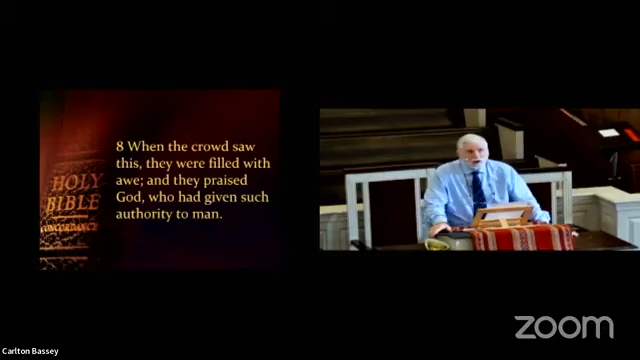 8 When the crowd saw
this, they were filled with
awe; and they praised
God, who had given such
authority to man.
HOLY
BIBLE
CONCORDANCE
zoom
Carlton Bassey